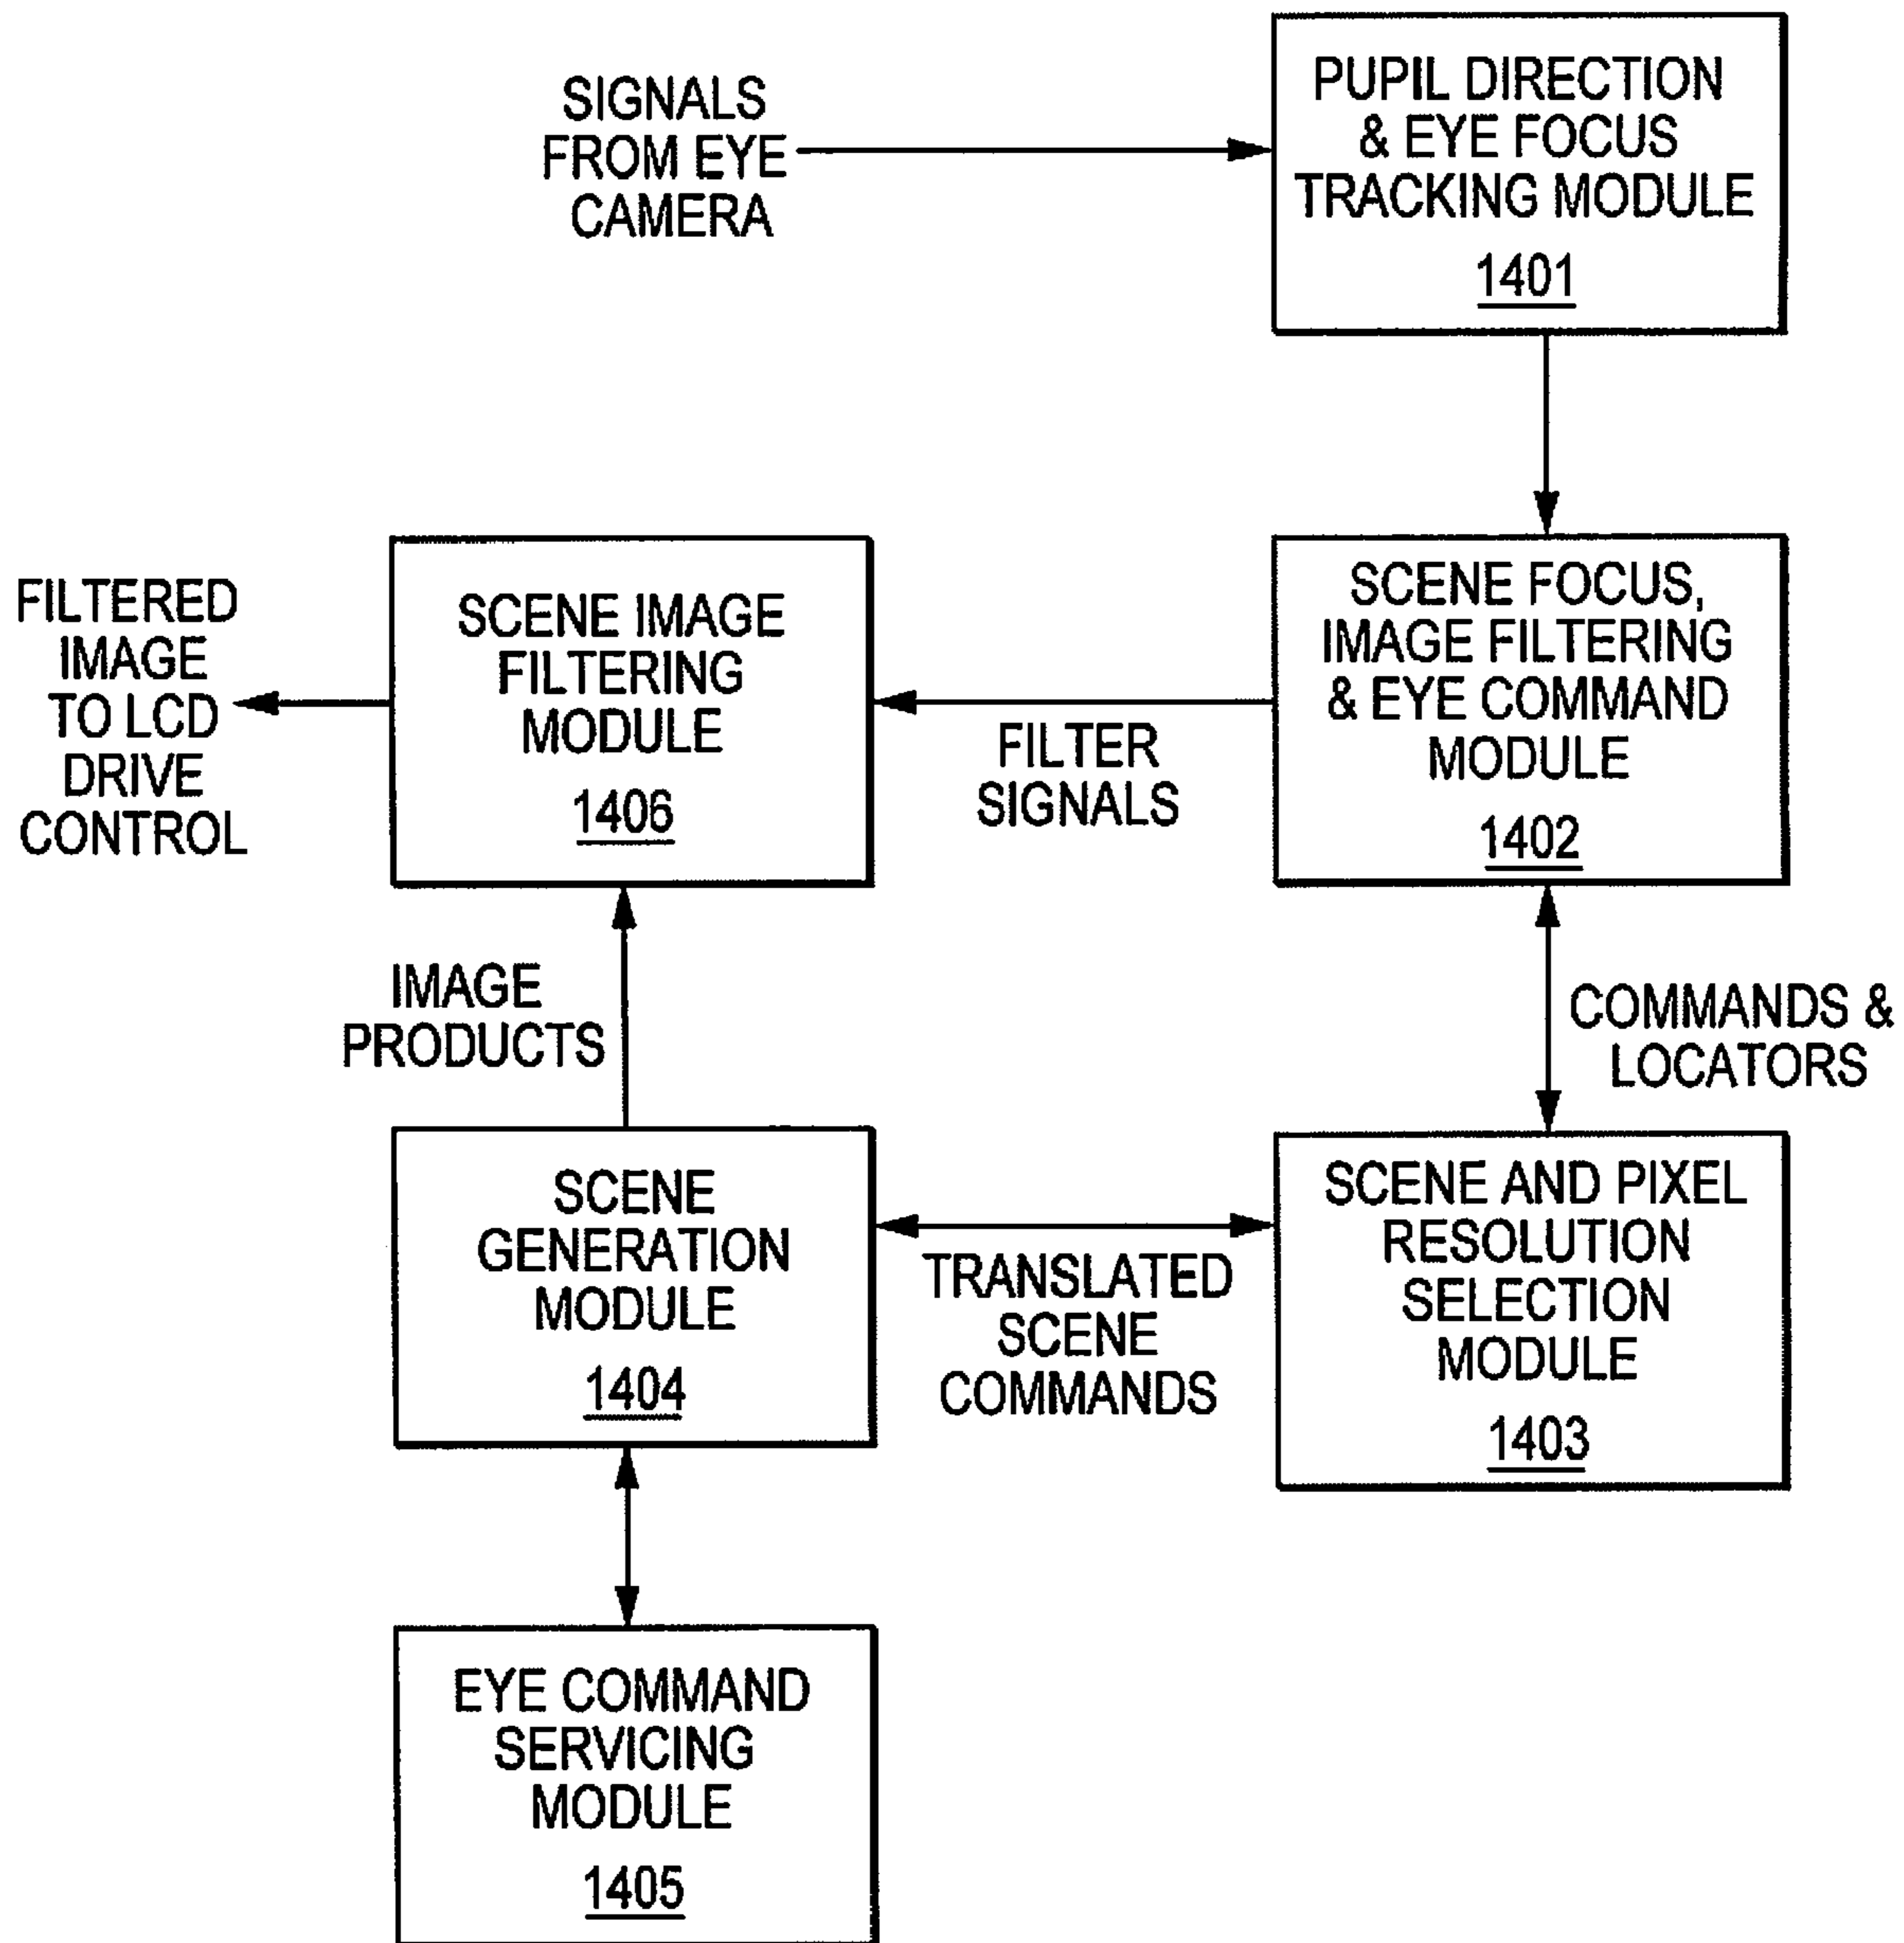 SIGNALS
FROM EYE
CAMERA
PUPIL DIRECTION
& EYE FOCUS
TRACKING MODULE
1401
FILTERED
IMAGE
TO LCD
DRIVE
CONTROL
SCENE IMAGE
FILTERING
MODULE
1406
FILTER
SIGNALS
SCENE FOCUS,
IMAGE FILTERING
& EYE COMMAND
MODULE
1402
IMAGE
PRODUCTS
COMMANDS &
LOCATORS
SCENE
GENERATION
MODULE
1404
TRANSLATED
SCENE
COMMANDS
SCENE AND PIXEL
RESOLUTION
SELECTION
MODULE
1403
EYE COMMAND
SERVICING
MODULE
1405